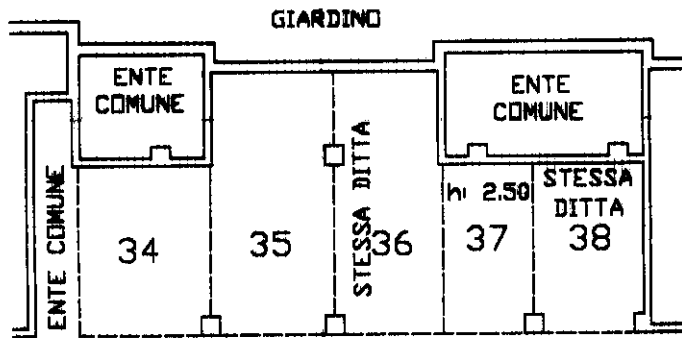 GIARDINO
ENTE
COMUNE
ENTE
COMUNE
ENTE COMUNE
STESSA DITTA
h: 2.50
STESSA
DITTA
34
35
36
37
38